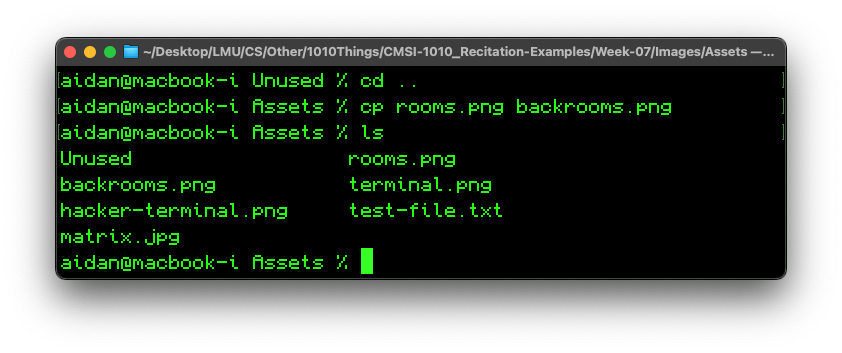 ~/Desktop/LMU/CS/Other/1010Things/CMSI-1010_Recitation-Examples/Week-07/Images/Assets —...
[aidan@macbook-i Unused % cd .. ]
[aidan@macbook-i Assets % cp rooms.png backrooms.png ]
[aidan@macbook-i Assets % ls ]
Unused rooms.png
backrooms.png terminal.png
hacker-terminal.png test-file.txt
matrix.jpg
aidan@macbook-i Assets %